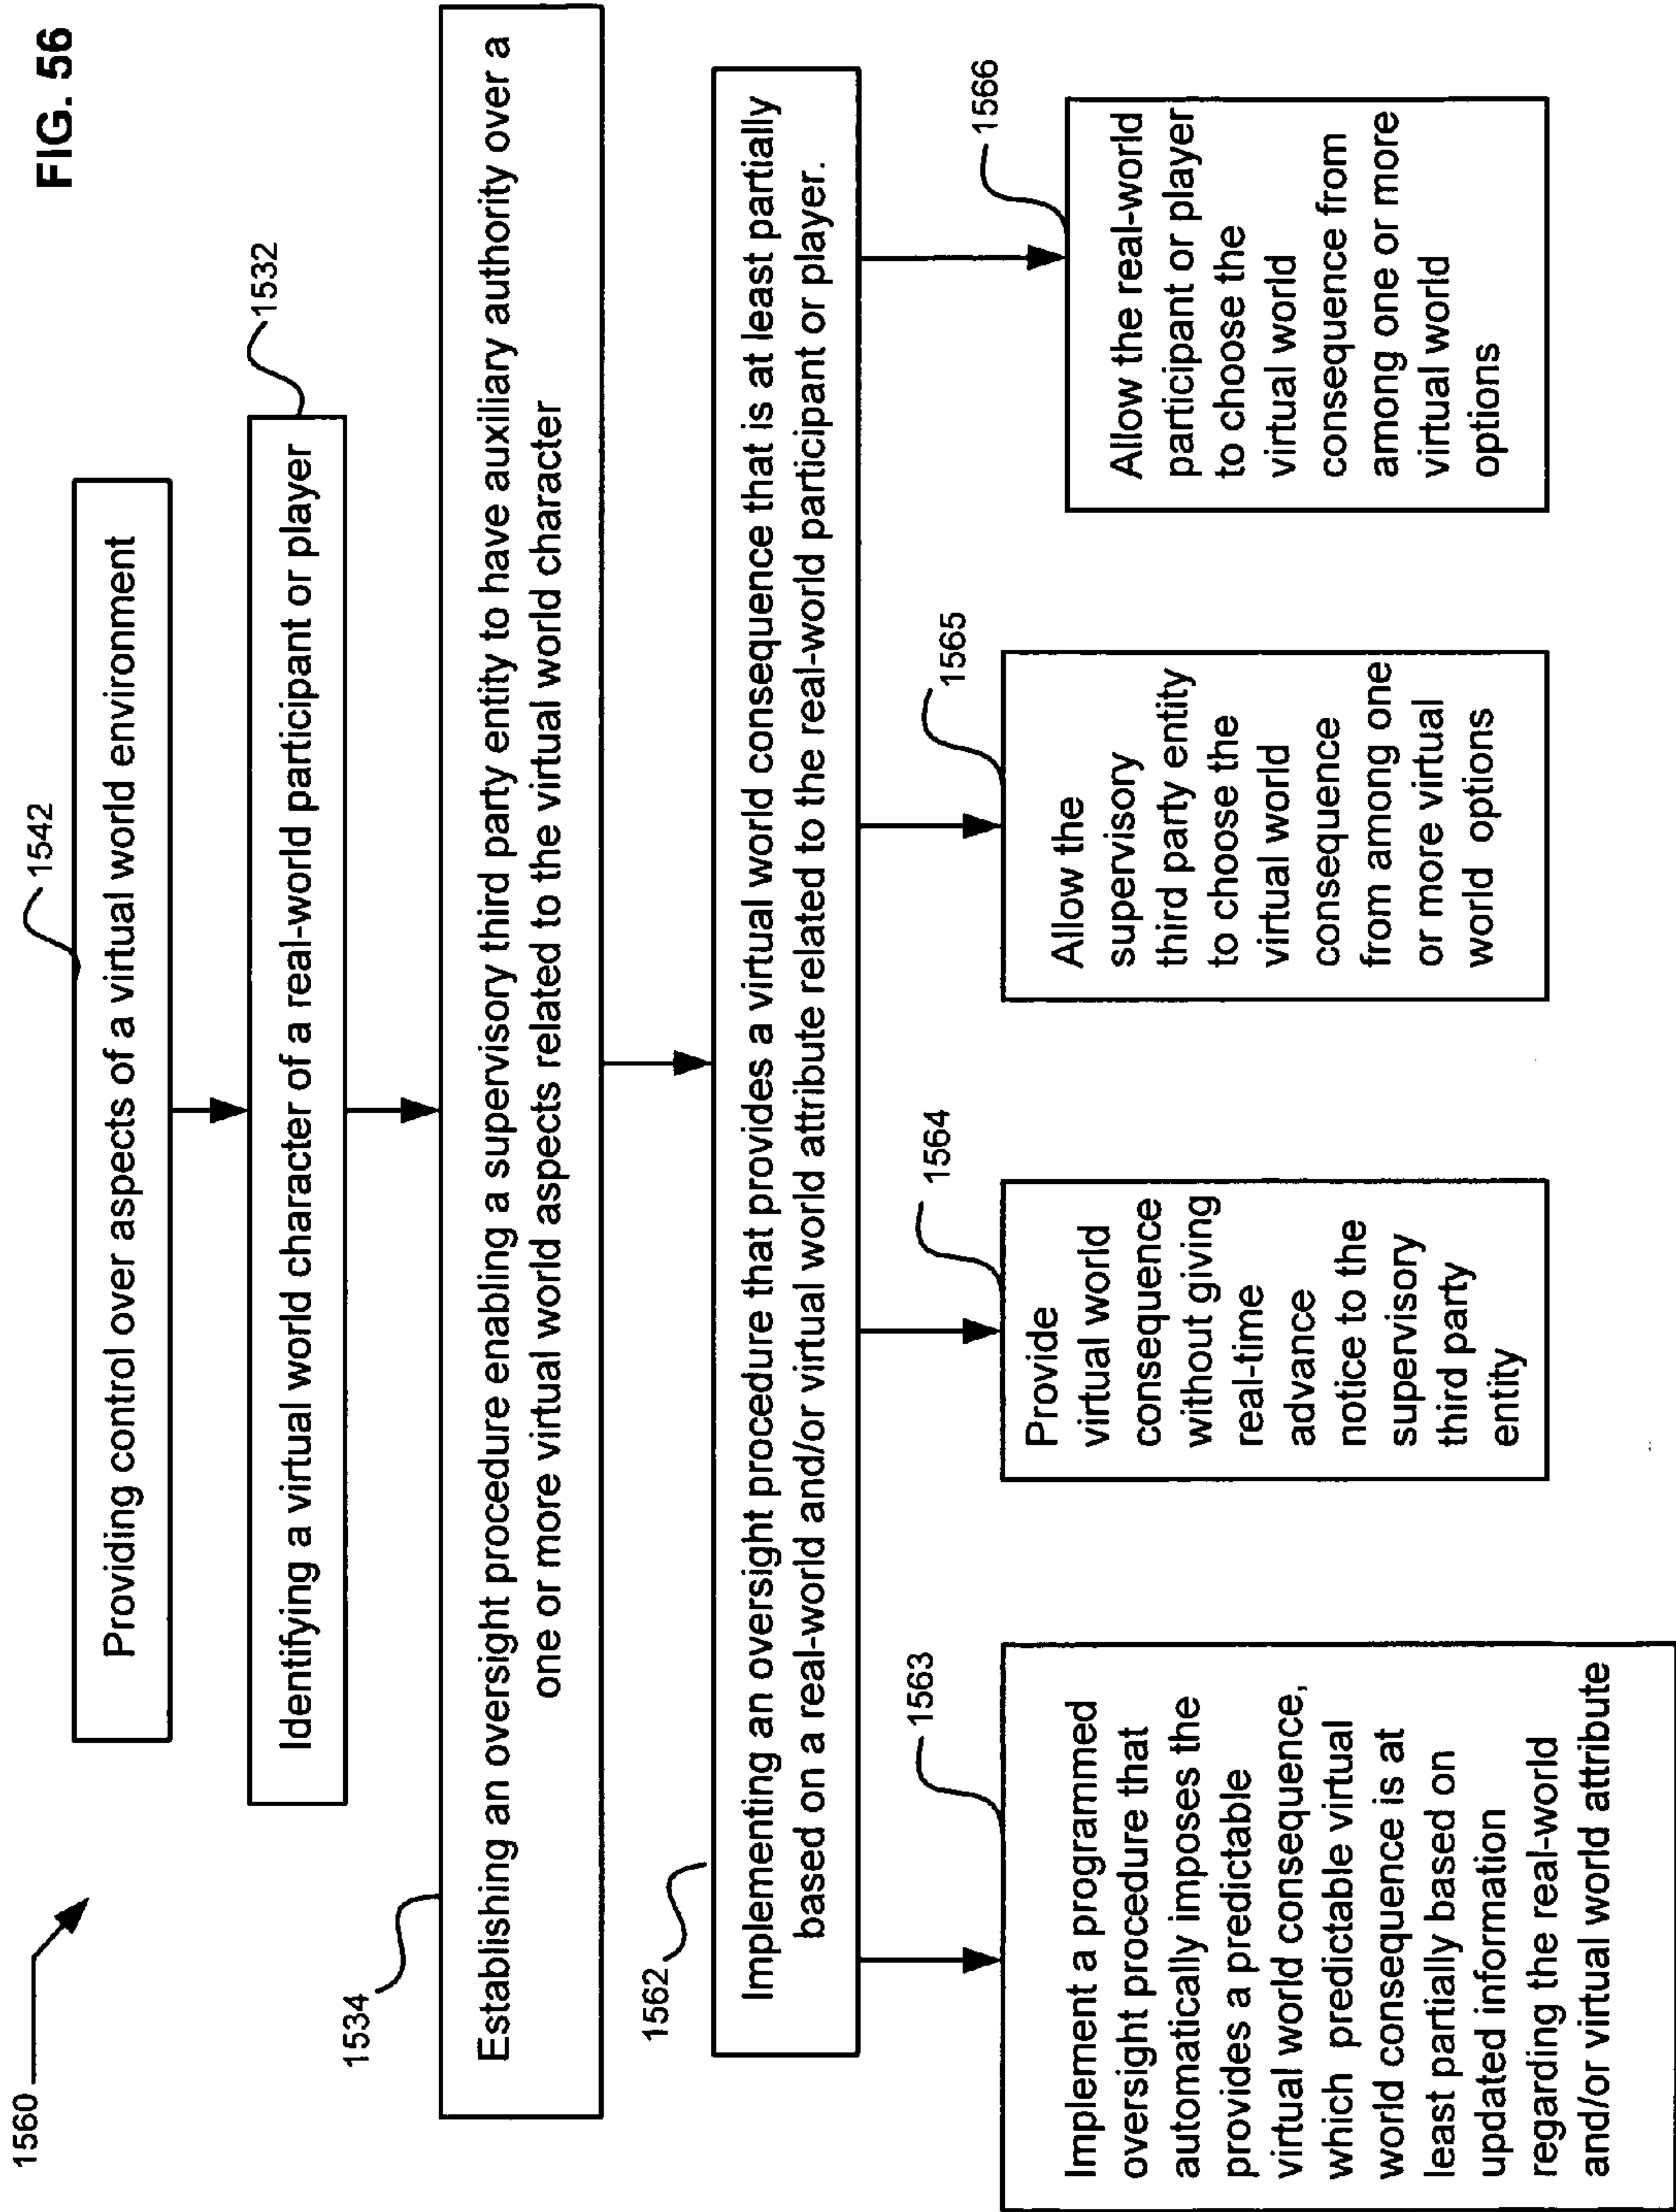 FIG. 56
1560
1542
Providing control over aspects of a virtual world environment
1532
Identifying a virtual world character of a real-world participant or player
1534
Establishing an oversight procedure enabling a supervisory third party entity to have auxiliary authority over a
one or more virtual world aspects related to the virtual world character
1562
Implementing an oversight procedure that provides a virtual world consequence that is at least partially
based on a real-world and/or virtual world attribute related to the real-world participant or player.
1563
Implement a programmed
oversight procedure that
automatically imposes the
provides a predictable
virtual world consequence,
which predictable virtual
world consequence is at
least partially based on
updated information
regarding the real-world
and/or virtual world attribute
1564
Provide
virtual world
consequence
without giving
real-time
advance
notice to the
supervisory
third party
entity
1565
Allow the
supervisory
third party entity
to choose the
virtual world
consequence
from among one
or more virtual
world options
1566
Allow the real-world
participant or player
to choose the
virtual world
consequence from
among one or more
virtual world
options